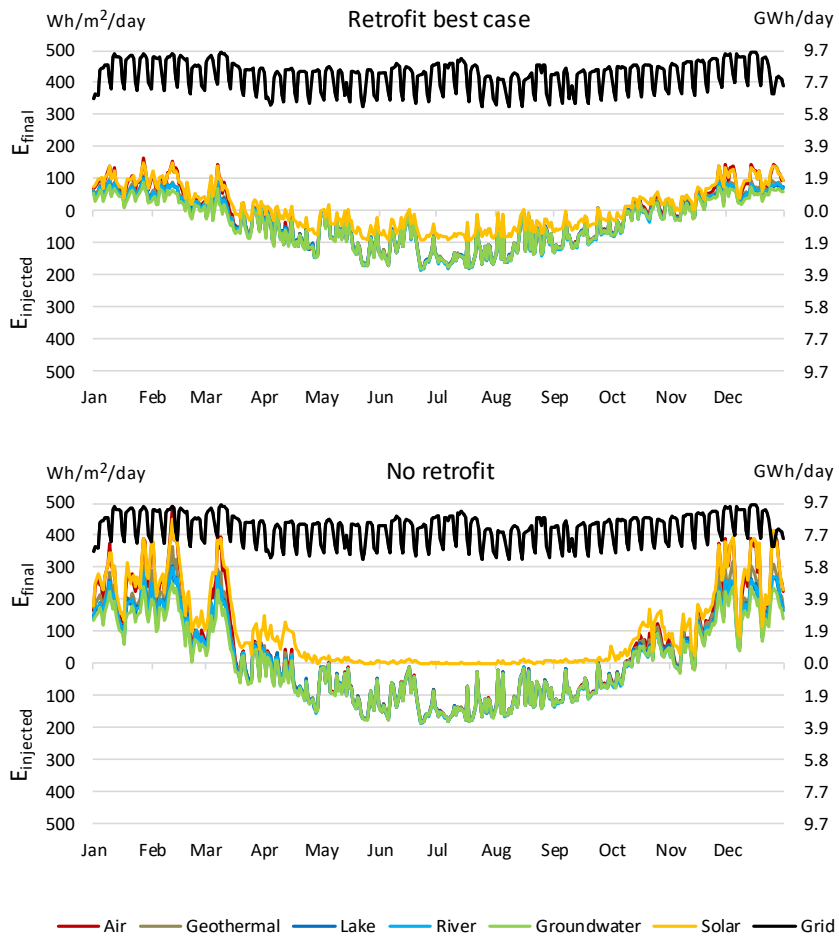 Wh/m²/day Retrofit best case GWh/day
500 9.7
400 7.7
300 5.8
200 3.9
100 1.9
0 0.0
100 1.9
200 3.9
300 5.8
400 7.7
500 9.7
E_final
E_injected
Jan Feb Mar Apr May Jun Jul Aug Sep Oct Nov Dec
Wh/m²/day No retrofit GWh/day
500 9.7
400 7.7
300 5.8
200 3.9
100 1.9
0 0.0
100 1.9
200 3.9
300 5.8
400 7.7
500 9.7
E_final
E_injected
Jan Feb Mar Apr May Jun Jul Aug Sep Oct Nov Dec
Air Geothermal Lake River Groundwater Solar Grid